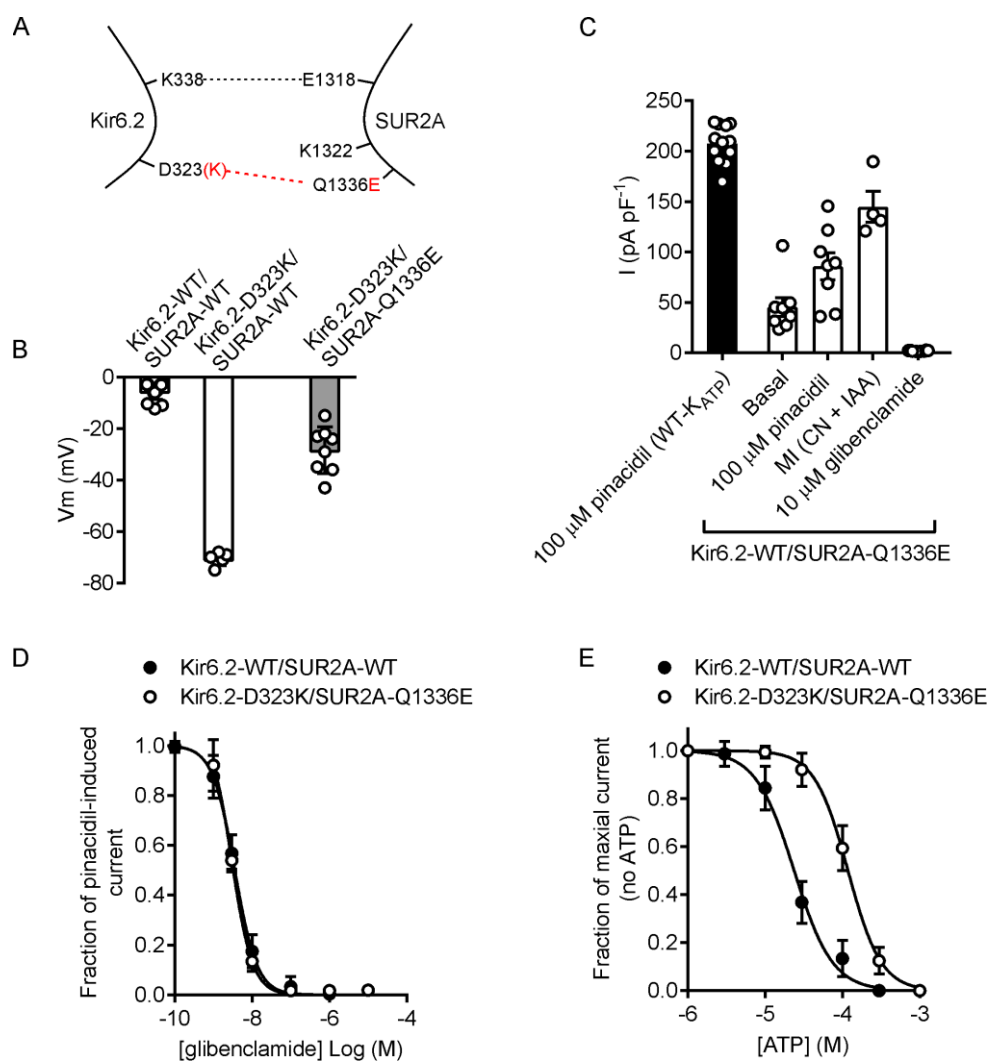 A
K338
E1318
Kir6.2
SUR2A
K1322
D323(K)
Q1336E
B
Kir6.2-WT/
SUR2A-WT
Kir6.2-D323K/
SUR2A-WT
Kir6.2-D323K/
SUR2A-Q1336E
Vm (mV)
0
-20
-40
-60
-80
C
I (pA pF⁻¹)
250
200
150
100
50
0
100 μM pinacidil (WT-K_ATP)
Basal
100 μM pinacidil
MI (CN + IAA)
10 μM glibenclamide
Kir6.2-WT/SUR2A-Q1336E
D
Kir6.2-WT/SUR2A-WT
Kir6.2-D323K/SUR2A-Q1336E
Fraction of pinacidil-induced
current
1.0
0.8
0.6
0.4
0.2
0.0
-10
-8
-6
-4
[glibenclamide] Log (M)
E
Kir6.2-WT/SUR2A-WT
Kir6.2-D323K/SUR2A-Q1336E
Fraction of maxial current
(no ATP)
1.0
0.8
0.6
0.4
0.2
0.0
-6
-5
-4
-3
[ATP] (M)